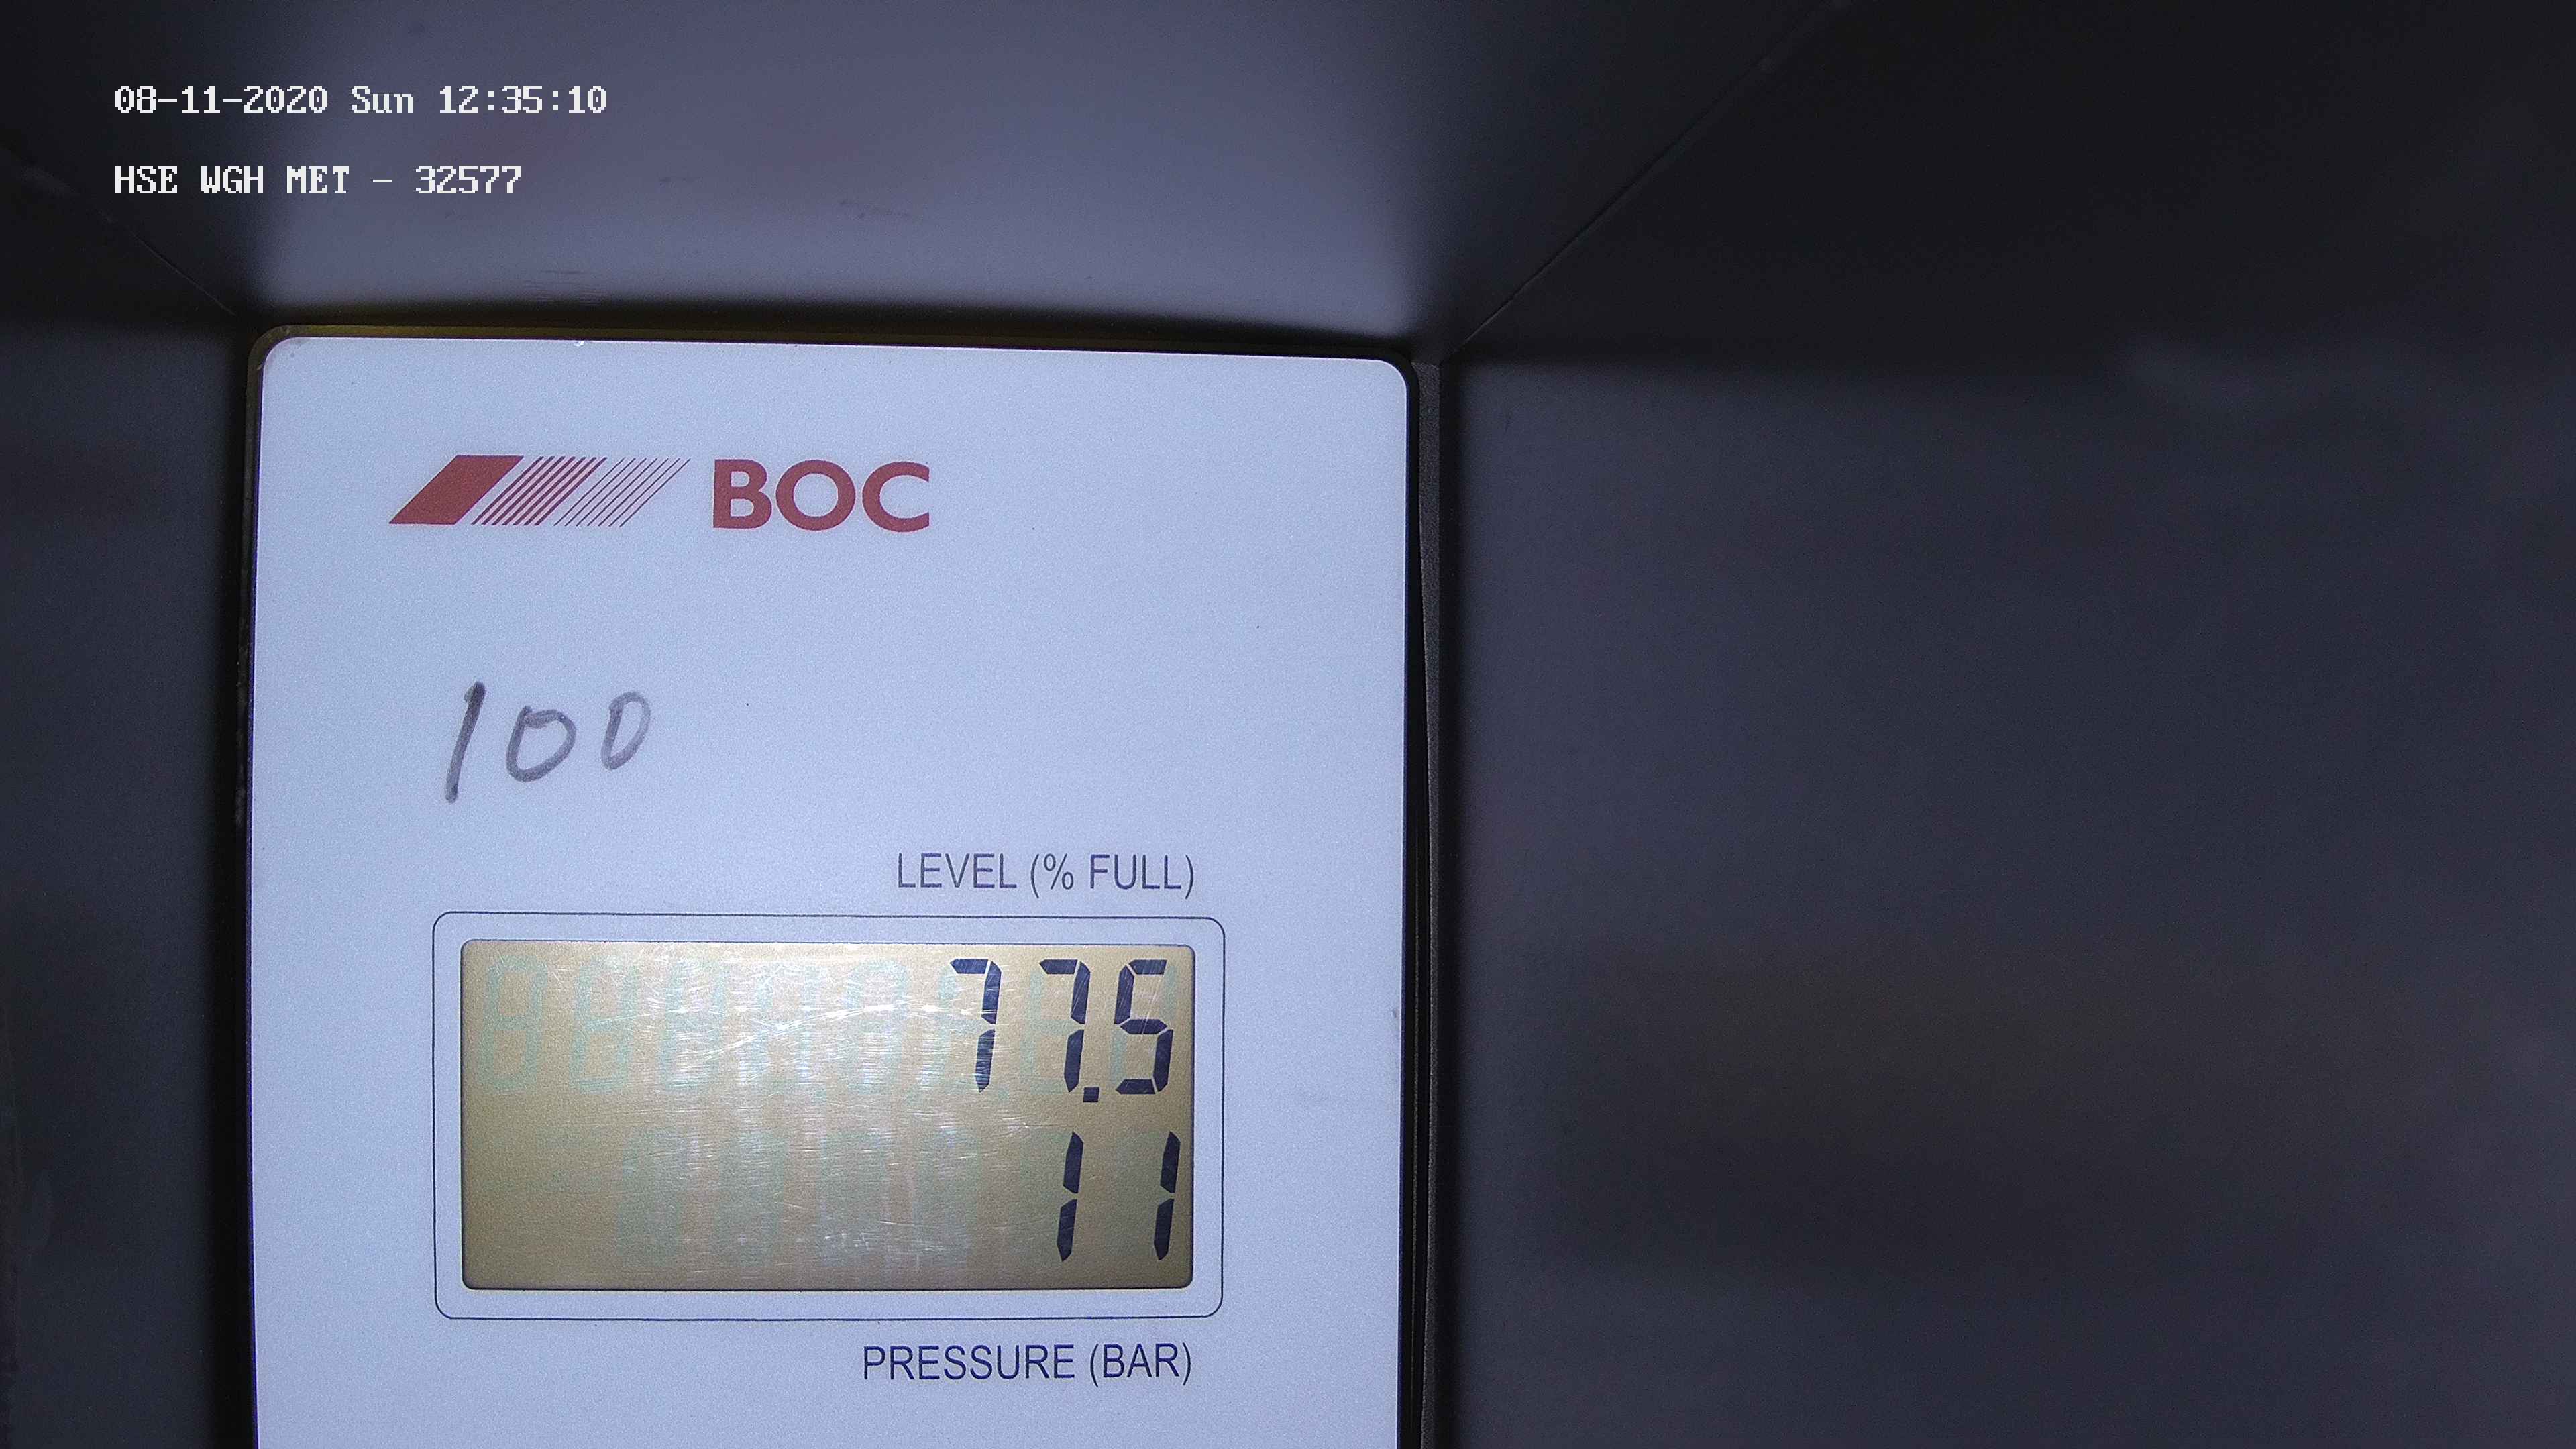 08-11-2020 Sun 12:35:10
HSE WGH MET - 32577
BOC
100
LEVEL (% FULL)
77.5
11
PRESSURE (BAR)